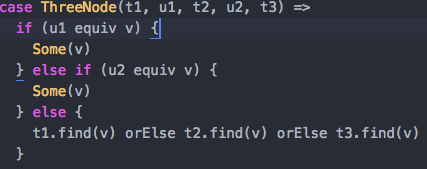 case ThreeNode(t1, u1, t2, u2, t3) =>
if (u1 equiv v) {
Some(v)
} else if (u2 equiv v) {
Some(v)
} else {
t1.find(v) orElse t2.find(v) orElse t3.find(v)
}